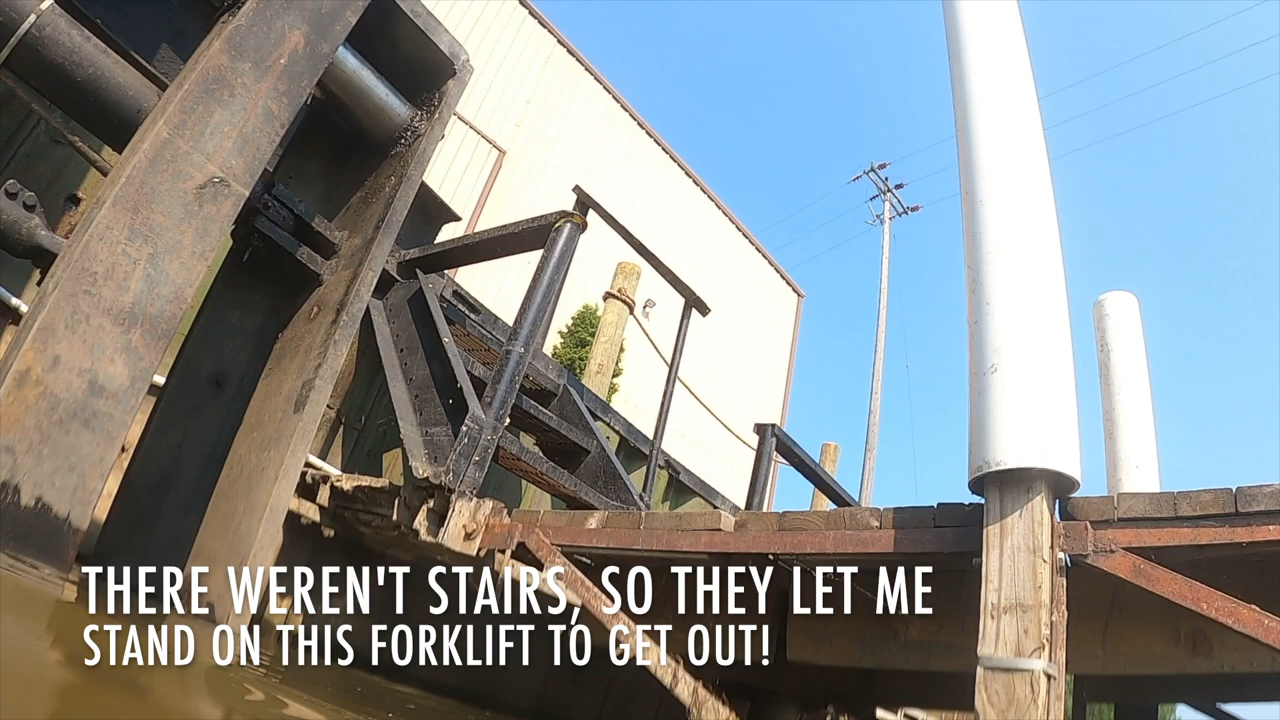 THERE WEREN'T STAIRS, SO THEY LET ME
STAND ON THIS FORKLIFT TO GET OUT!